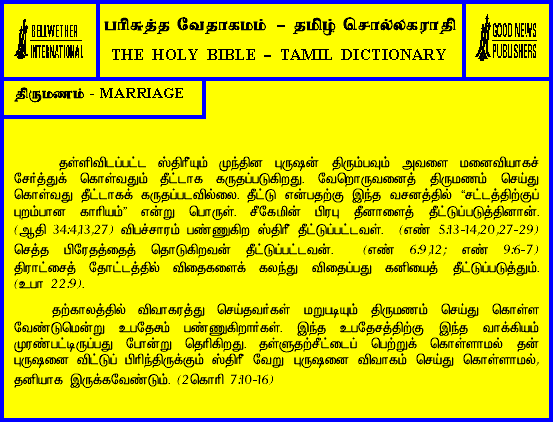 BELLWETHER
INTERNATIONAL
பரிசுத்த வேதாகமம் – தமிழ் சொல்லகராதி
THE HOLY BIBLE – TAMIL DICTIONARY
GOOD NEWS
PUBLISHERS
திருமணம் - MARRIAGE
தள்ளிவிடப்பட்ட ஸ்திரீயும் முந்தின புருஷன் திரும்பவும் அவளை மனைவியாகச்
சேர்த்துக் கொள்வதும் தீட்டாக கருதப்படுகிறது. வேறொருவனைத் திருமணம் செய்து
கொள்வது தீட்டாகக் கருதப்படவில்லை. தீட்டு என்பதற்கு இந்த வசனத்தில் “சட்டத்திற்குப்
புறம்பான காரியம்” என்று பொருள். சீகேமின் பிரபு தீனாளைத் தீட்டுப்படுத்தினான்.
(ஆதி 34:4,13,27) விபச்சாரம் பண்ணுகிற ஸ்திரீ தீட்டுப்பட்டவள். (எண் 5:13-14,20,27-29)
செத்த பிரேதத்தைத் தொடுகிறவன் தீட்டுப்பட்டவன். (எண் 6:9,12; எண் 9:6-7)
திராட்சைத் தோட்டத்தில் விதைகளைக் கலந்து விதைப்பது கனியைத் தீட்டுப்படுத்தும்.
(உபா 22:9).
தற்காலத்தில் விவாகரத்து செய்தவர்கள் மறுபடியும் திருமணம் செய்து கொள்ள
வேண்டுமென்று உபதேசம் பண்ணுகிறார்கள். இந்த உபதேசத்திற்கு இந்த வாக்கியம்
முரண்பட்டிருப்பது போன்று தெரிகிறது. தள்ளுதற்சீட்டைப் பெற்றுக் கொள்ளாமல் தன்
புருஷனை விட்டுப் பிரிந்திருக்கும் ஸ்திரீ வேறு புருஷனை விவாகம் செய்து கொள்ளாமல்,
தனியாக இருக்கவேண்டும். (2கொரி 7:10-16)